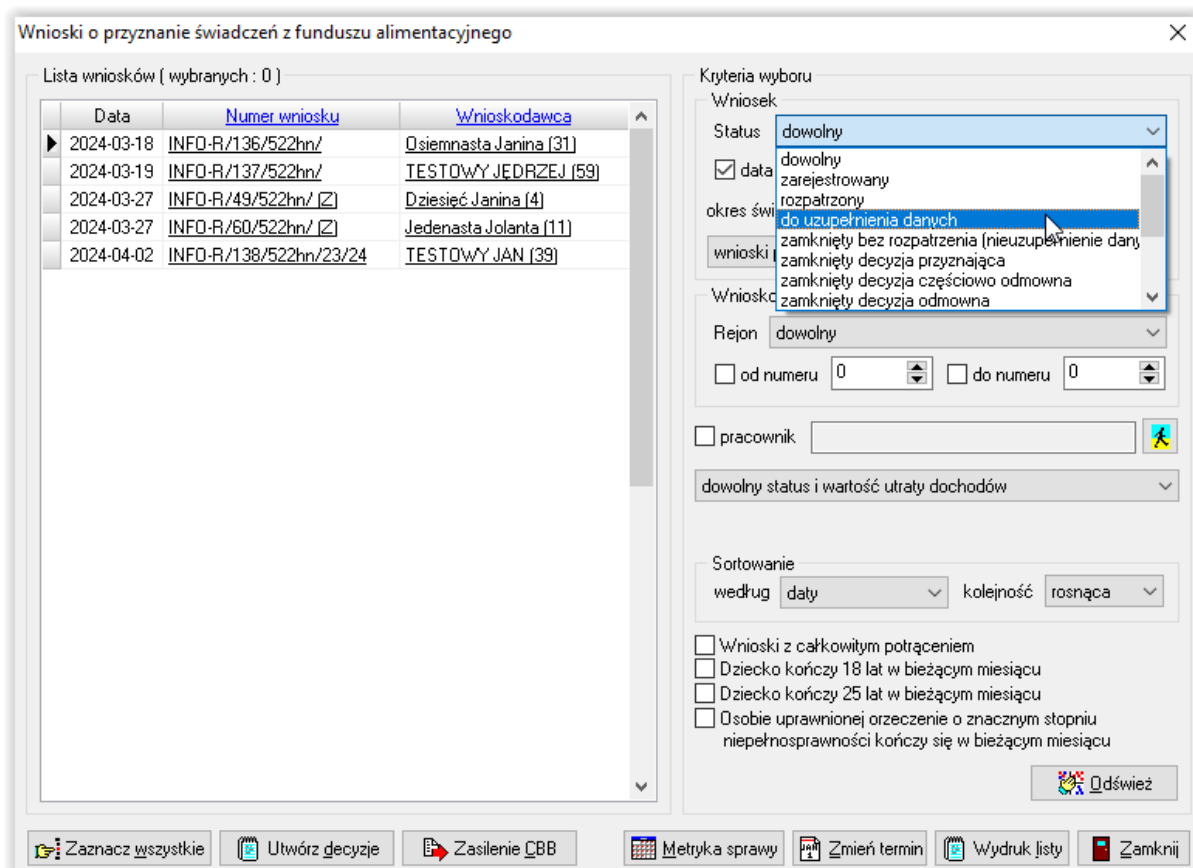 Wnioski o przyznanie świadczeń z funduszu alimentacyjnego
Lista wniosków ( wybranych : 0 )
Data Numer wniosku Wnioskodawca
2024-03-18 INFO-R/136/522hn/ Osiemnasta Janina (31)
2024-03-19 INFO-R/137/522hn/ TESTOWY JĘDRZEJ (59)
2024-03-27 INFO-R/49/522hn/ (Z) Dziesięć Janina (4)
2024-03-27 INFO-R/60/522hn/ (Z) Jedenasta Jolanta (11)
2024-04-02 INFO-R/138/522hn/23/24 TESTOWY JAN (39)
Kryteria wyboru
Wniosek
Status dowolny
dowolny
zarejestrowany
rozpatrzony
do uzupełnienia danych
zamknięty bez rozpatrzenia (nieuzupełnienie dany
zamknięty decyzja przyznająca
zamknięty decyzja częściowo odmowna
zamknięty decyzja odmowna
data
okres świ
wnioski
Wniosko
Rejon dowolny
od numeru 0 do numeru 0
pracownik
dowolny status i wartość utraty dochodów
Sortowanie
według daty kolejność rosnąca
Wnioski z całkowitym potrąceniem
Dziecko kończy 18 lat w bieżącym miesiącu
Dziecko kończy 25 lat w bieżącym miesiącu
Osobie uprawnionej orzeczenie o znacznym stopniu
niepełnosprawności kończy się w bieżącym miesiącu
Odśwież
Zaznacz wszystkie Utwórz decyzje Zasilenie CBB Metryka sprawy Zmień termin Wydruk listy Zamknij